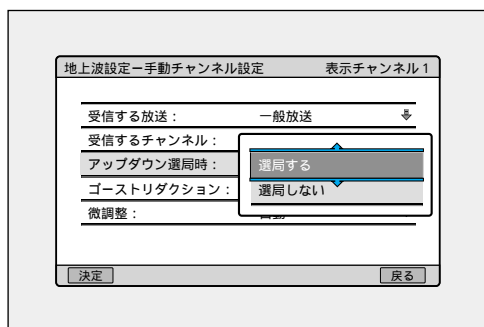 地上波設定ー手動チャンネル設定 表示チャンネル 1
受信する放送： 一般放送
受信するチャンネル：
アップダウン選局時： 選局する
ゴーストリダクション： 選局しない
微調整：
決定 戻る